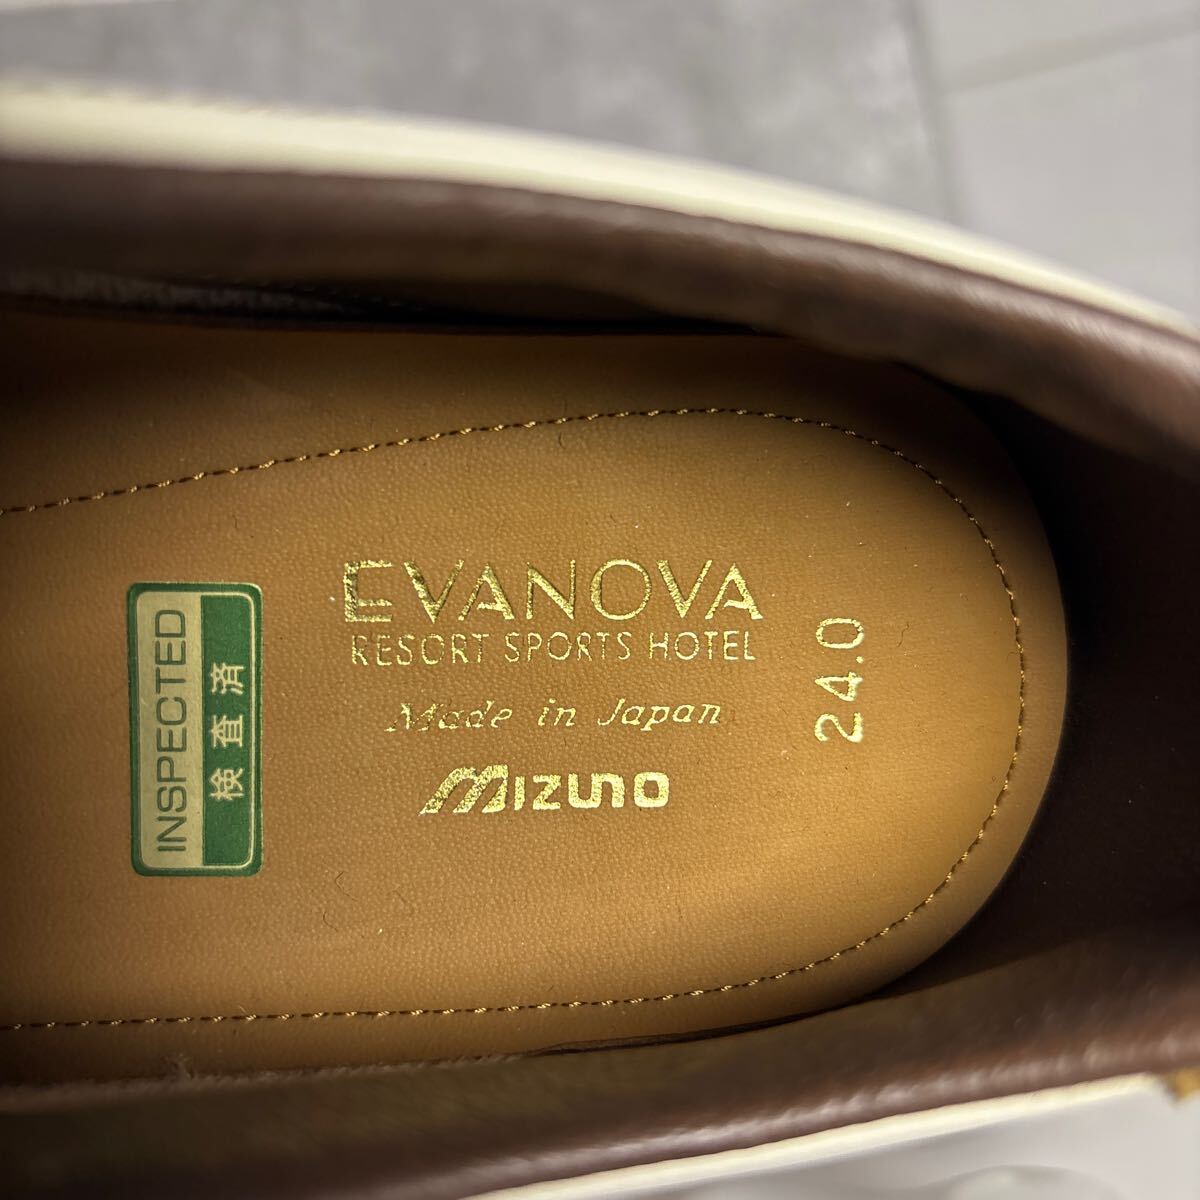 INSPECTED
検査済
EVANOVA
RESORT SPORTS HOTEL
Made in Japan
MIZUNO
24.0